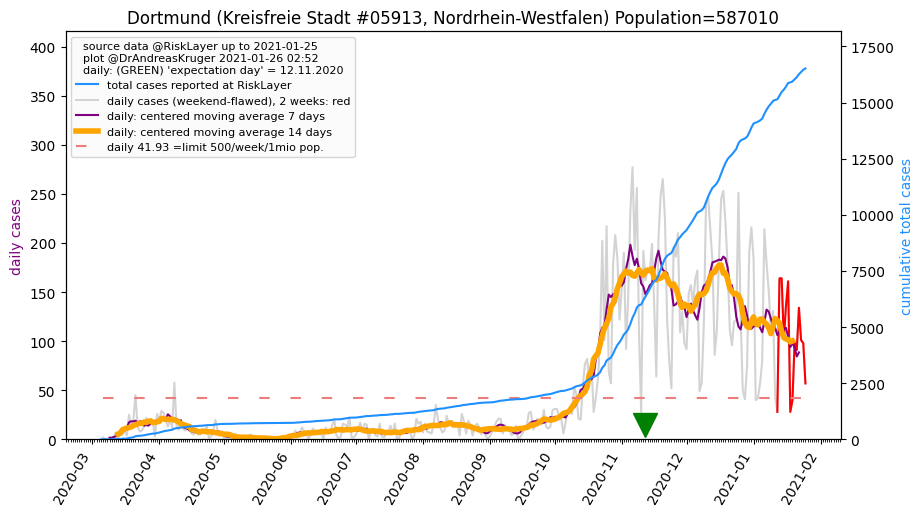 Dortmund (Kreisfreie Stadt #05913, Nordrhein-Westfalen) Population=587010
source data @RiskLayer up to 2021-01-25
plot @DrAndreasKruger 2021-01-26 02:52
daily: (GREEN) 'expectation day' = 12.11.2020
total cases reported at RiskLayer
daily cases (weekend-flawed), 2 weeks: red
daily: centered moving average 7 days
daily: centered moving average 14 days
daily 41.93 =limit 500/week/1mio pop.
daily cases
400
350
300
250
200
150
100
50
0
17500
15000
12500
10000
7500
5000
2500
0
cumulative total cases
2020-03
2020-04
2020-05
2020-06
2020-07
2020-08
2020-09
2020-10
2020-11
2020-12
2021-01
2021-02